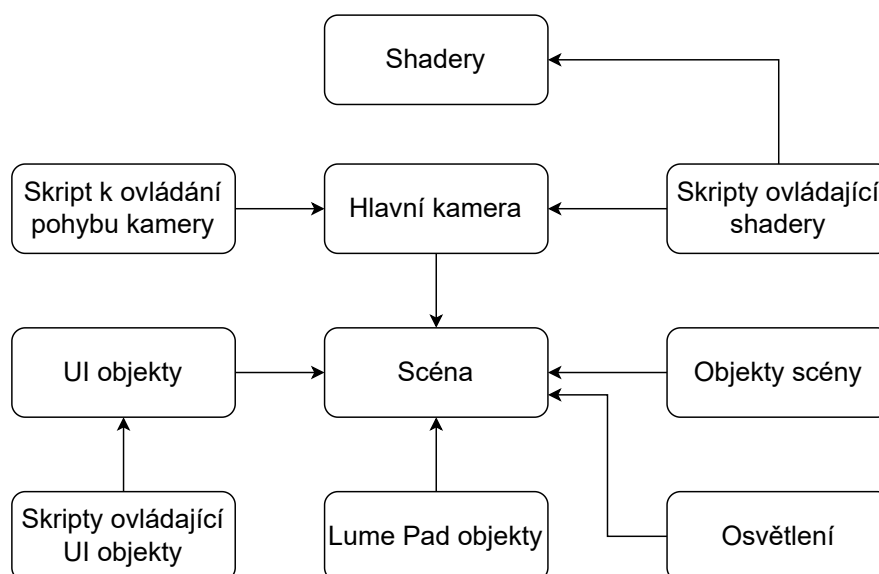 Shadery
Skript k ovládání
pohybu kamery
Hlavní kamera
Skripty ovládající
shadery
UI objekty
Scéna
Objekty scény
Skripty ovládající
UI objekty
Lume Pad objekty
Osvětlení